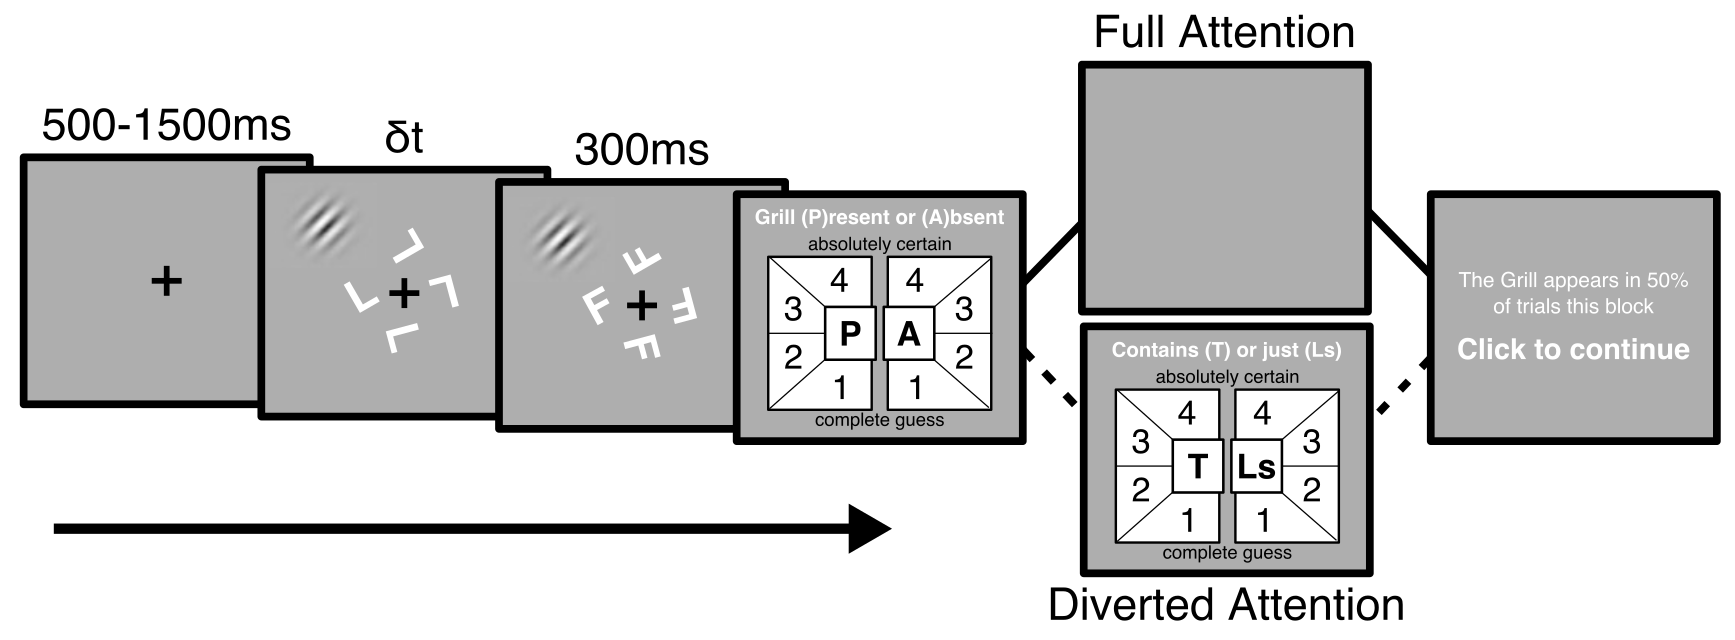 500-1500ms
+
δt
L
L
L
L
+
300ms
F
F
F
F
+
Grill (P)resent or (A)bsent
absolutely certain
4 4
3 3
P A
2 2
1 1
complete guess
Full Attention
Contains (T) or just (Ls)
absolutely certain
4 4
3 3
T Ls
2 2
1 1
complete guess
Diverted Attention
The Grill appears in 50%
of trials this block
Click to continue